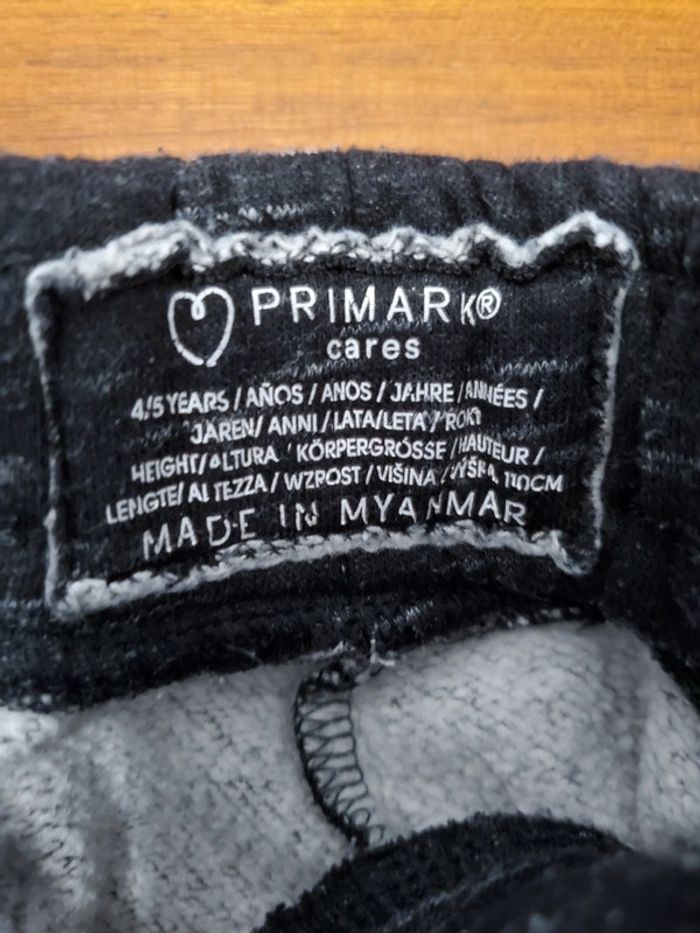 PRIMARK®
cares
4/5 YEARS / AÑOS / ANOS / JAHRE / ANNÉES /
JAREN/ ANNI / LATA/LETA / ROKY
HEIGHT/ ALTURA / KÖRPERGRÖSSE / HAUTEUR /
LENGTE/ ALTEZZA / WZROST / VIŠINA / VÝŠKA 110CM
MADE IN MYANMAR